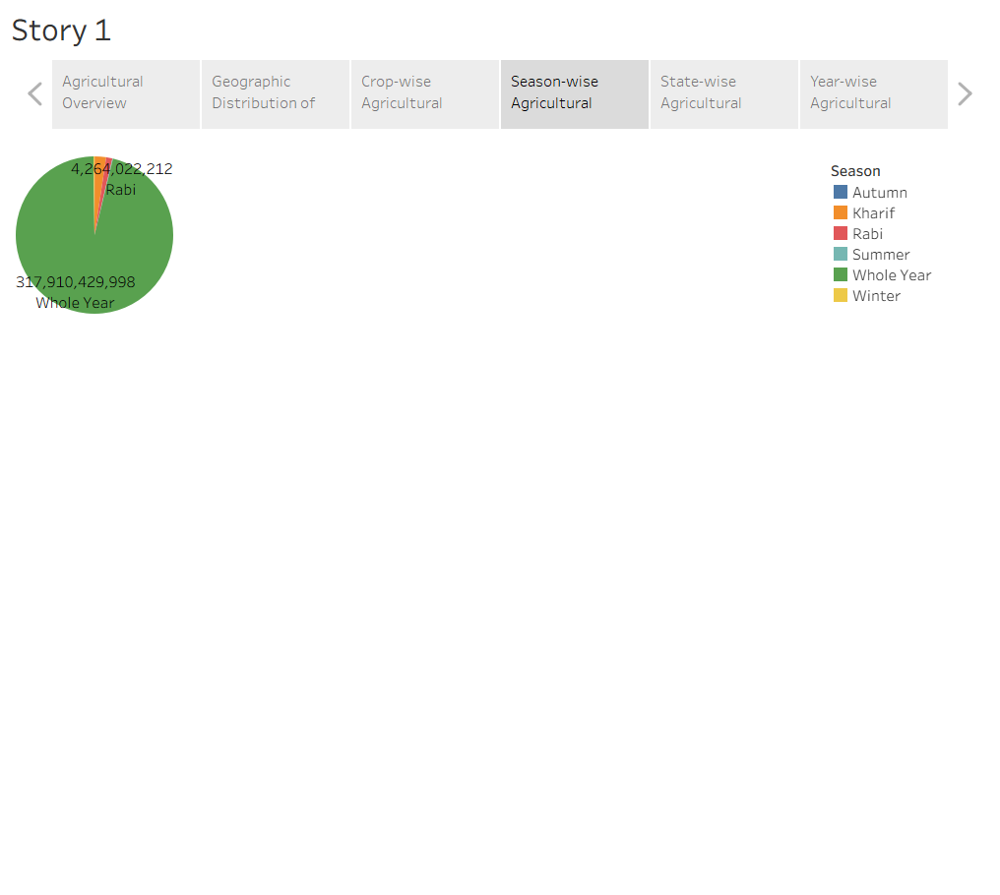 Story 1
Agricultural
Overview
Geographic
Distribution of
Crop-wise
Agricultural
Season-wise
Agricultural
State-wise
Agricultural
Year-wise
Agricultural
4,264,022,212
Rabi
317,910,429,998
Whole Year
Season
Autumn
Kharif
Rabi
Summer
Whole Year
Winter